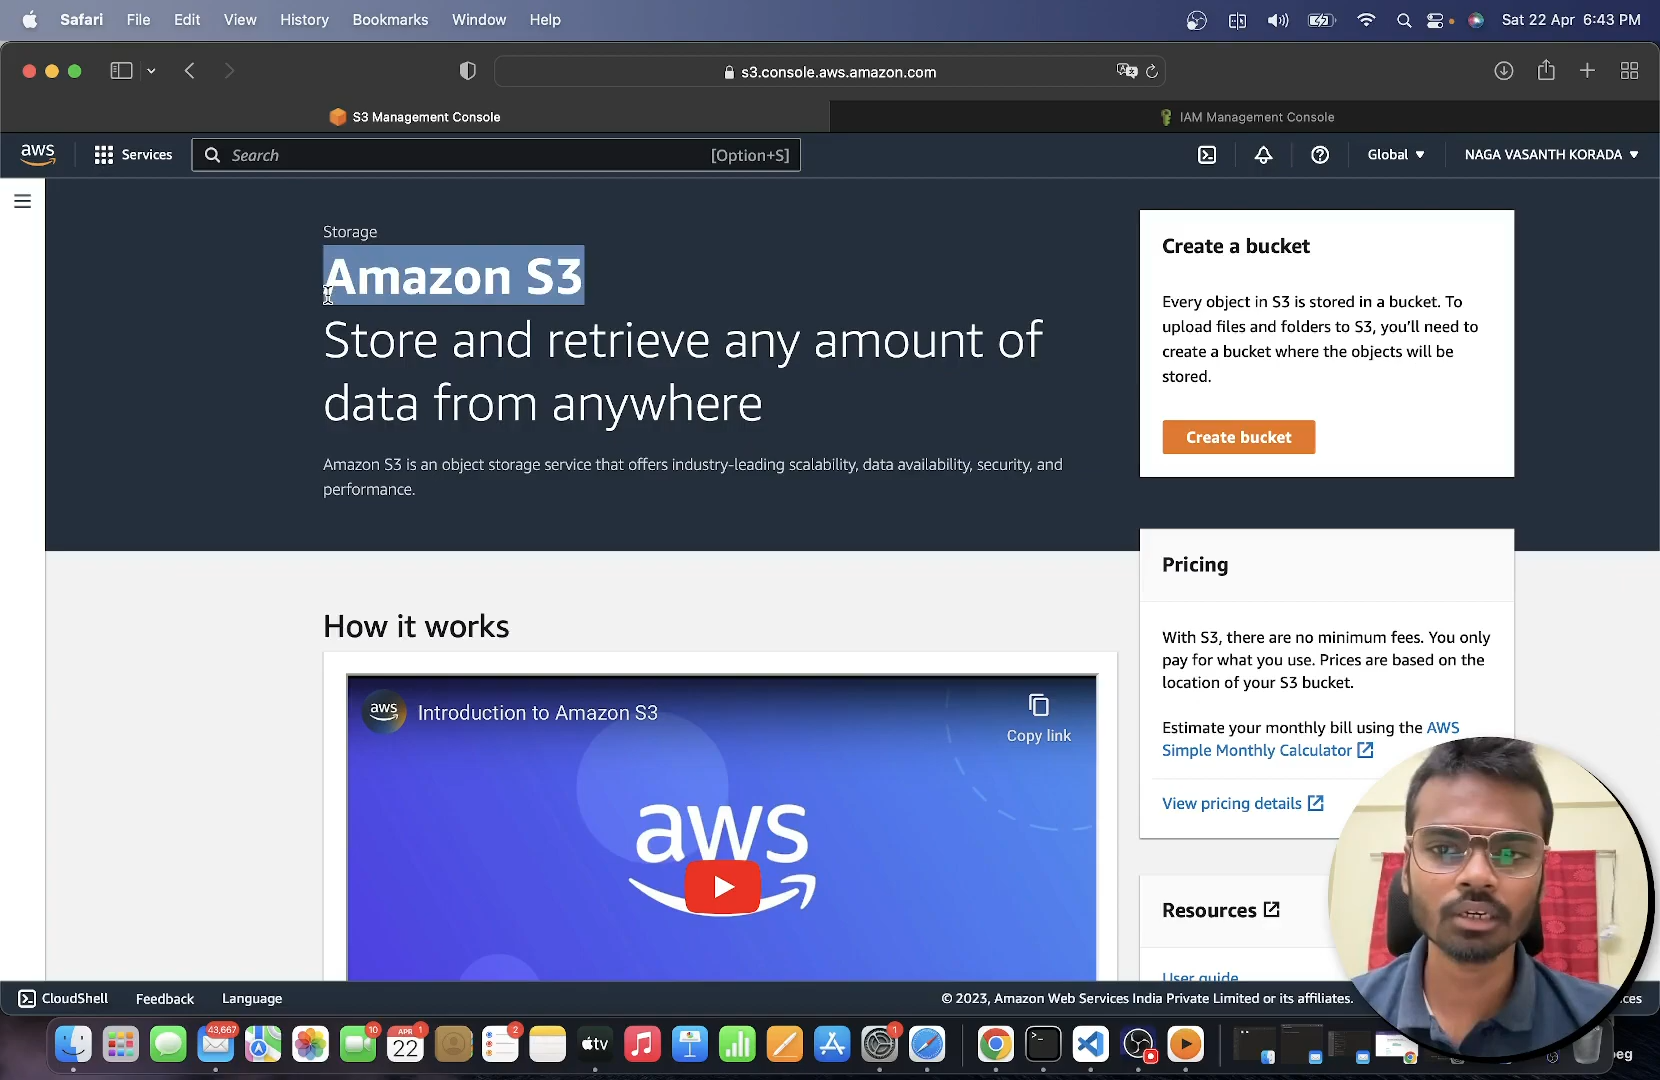 Safari File Edit View History Bookmarks Window Help Sat 22 Apr 6:43 PM
s3.console.aws.amazon.com
S3 Management Console IAM Management Console
aws Services Search [Option+S] Global NAGA VASANTH KORADA
Storage
Amazon S3
Store and retrieve any amount of
data from anywhere
Amazon S3 is an object storage service that offers industry-leading scalability, data availability, security, and
performance.
Create a bucket
Every object in S3 is stored in a bucket. To
upload files and folders to S3, you'll need to
create a bucket where the objects will be
stored.
Create bucket
How it works
aws Introduction to Amazon S3
Copy link
aws
Pricing
With S3, there are no minimum fees. You only
pay for what you use. Prices are based on the
location of your S3 bucket.
Estimate your monthly bill using the AWS
Simple Monthly Calculator
View pricing details
Resources
User guide
CloudShell Feedback Language © 2023, Amazon Web Services India Private Limited or its affiliates.
43,667 10 APR 1 2 1
22 tv